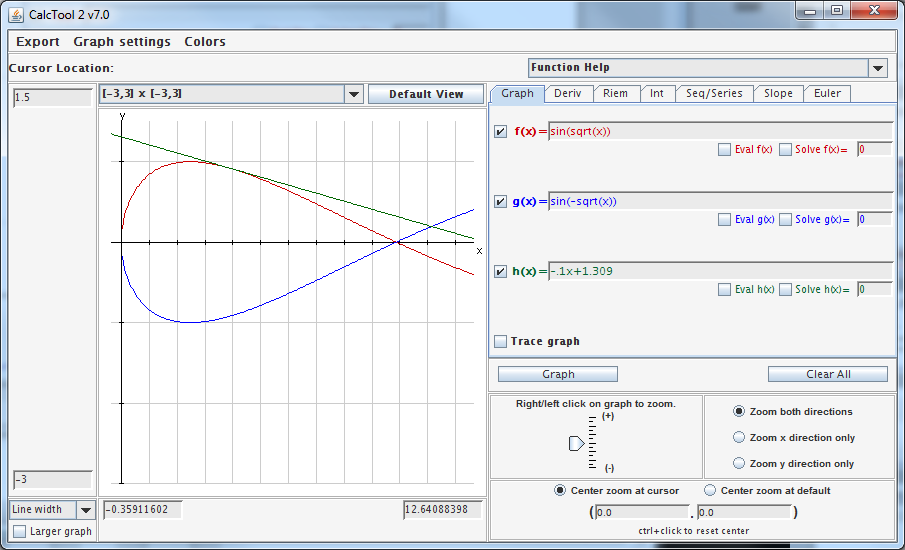 CalcTool 2 v7.0
Export Graph settings Colors
Cursor Location:
Function Help
1.5
[-3,3] x [-3,3]
Default View
Graph Deriv Riem Int Seq/Series Slope Euler
y
x
f(x)= sin(sqrt(x))
Eval f(x) Solve f(x)= 0
g(x)= sin(-sqrt(x))
Eval g(x) Solve g(x)= 0
h(x)= -.1x+1.309
Eval h(x) Solve h(x)= 0
Trace graph
Graph Clear All
Right/left click on graph to zoom.
(+)
(-)
Zoom both directions
Zoom x direction only
Zoom y direction only
-3
Line width
Larger graph
-0.35911602
12.64088398
Center zoom at cursor Center zoom at default
(0.0 . 0.0 )
ctrl+click to reset center